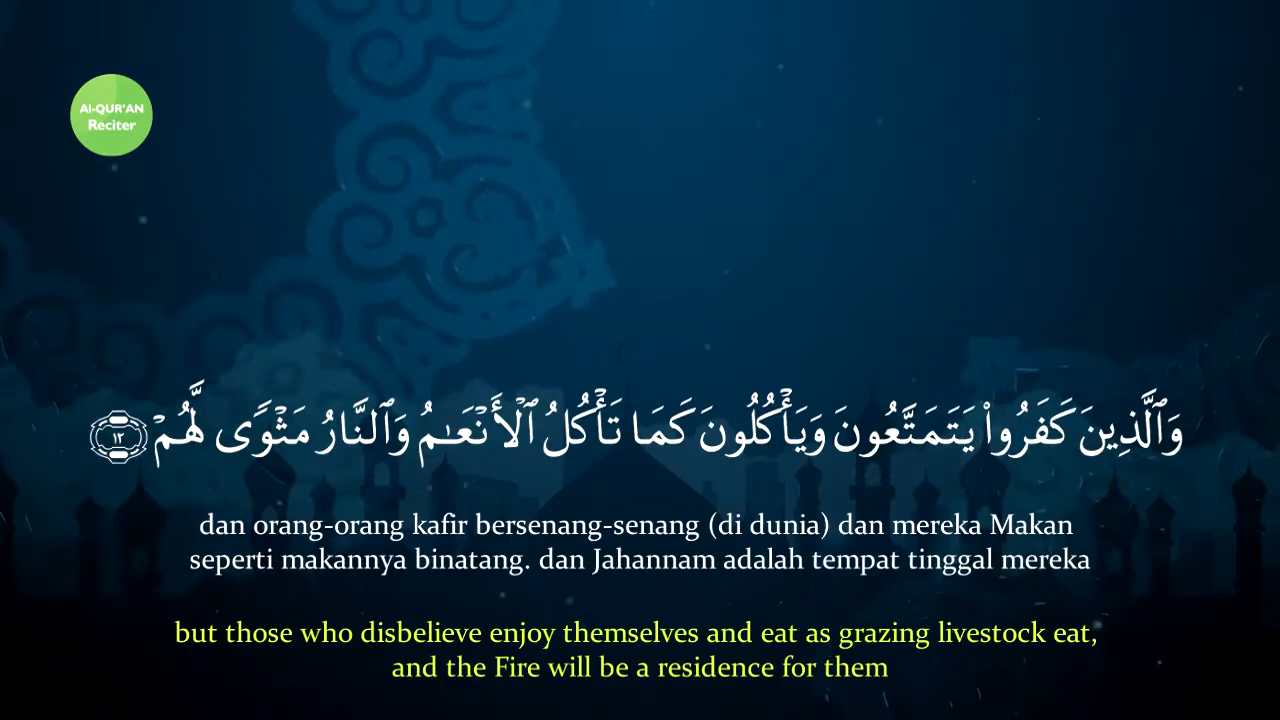 Al-QUR'AN
Reciter
وَٱلَّذِينَ كَفَرُوا۟ يَتَمَتَّعُونَ وَيَأْكُلُونَ كَمَا تَأْكُلُ ٱلْأَنْعَـٰمُ وَٱلنَّارُ مَثْوًى لَّهُمْ ١٢
dan orang-orang kafir bersenang-senang (di dunia) dan mereka Makan
seperti makannya binatang. dan Jahannam adalah tempat tinggal mereka
but those who disbelieve enjoy themselves and eat as grazing livestock eat,
and the Fire will be a residence for them